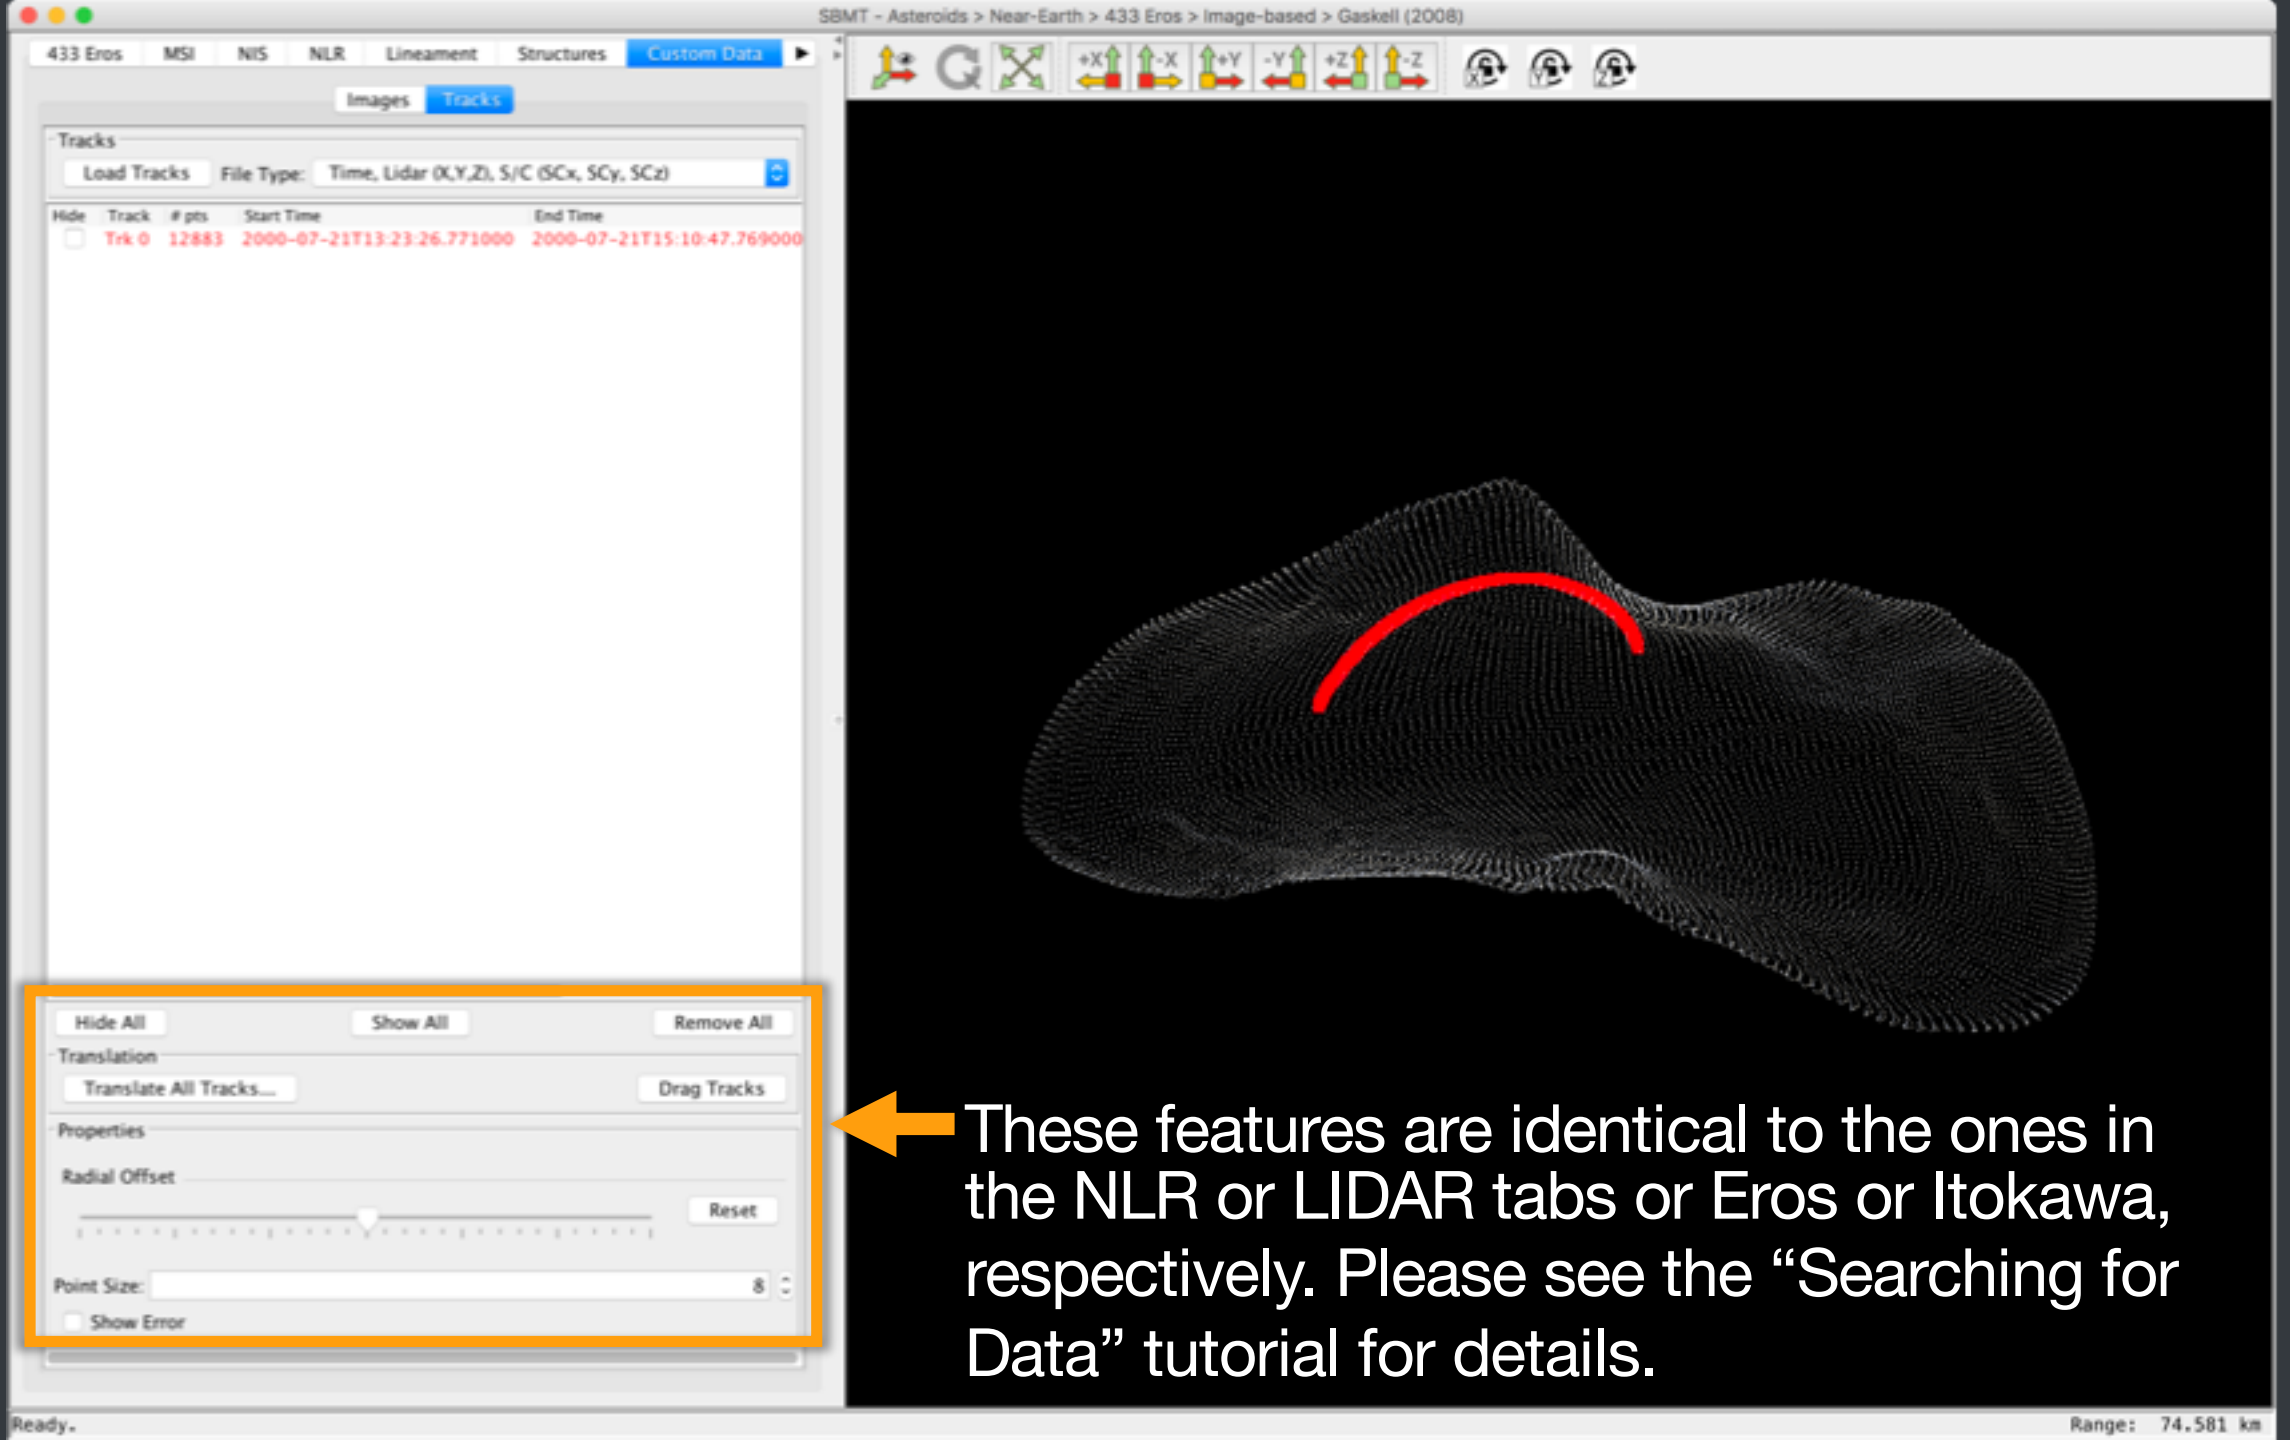 SBMT - Asteroids > Near-Earth > 433 Eros > Image-based > Gaskell (2008)
433 Eros MSI NIS NLR Lineament Structures Custom Data
Images Tracks
Tracks
Load Tracks File Type: Time, Lidar (X,Y,Z), S/C (SCx, SCy, SCz)
Hide Track # pts Start Time End Time
Trk 0 12883 2000-07-21T13:23:26.771000 2000-07-21T15:10:47.769000
Hide All Show All Remove All
Translation
Translate All Tracks... Drag Tracks
Properties
Radial Offset
Reset
Point Size: 8
Show Error
Ready.
+X -X +Y -Y +Z -Z X Y Z
These features are identical to the ones in
the NLR or LIDAR tabs or Eros or Itokawa,
respectively. Please see the “Searching for
Data” tutorial for details.
Range: 74.581 km